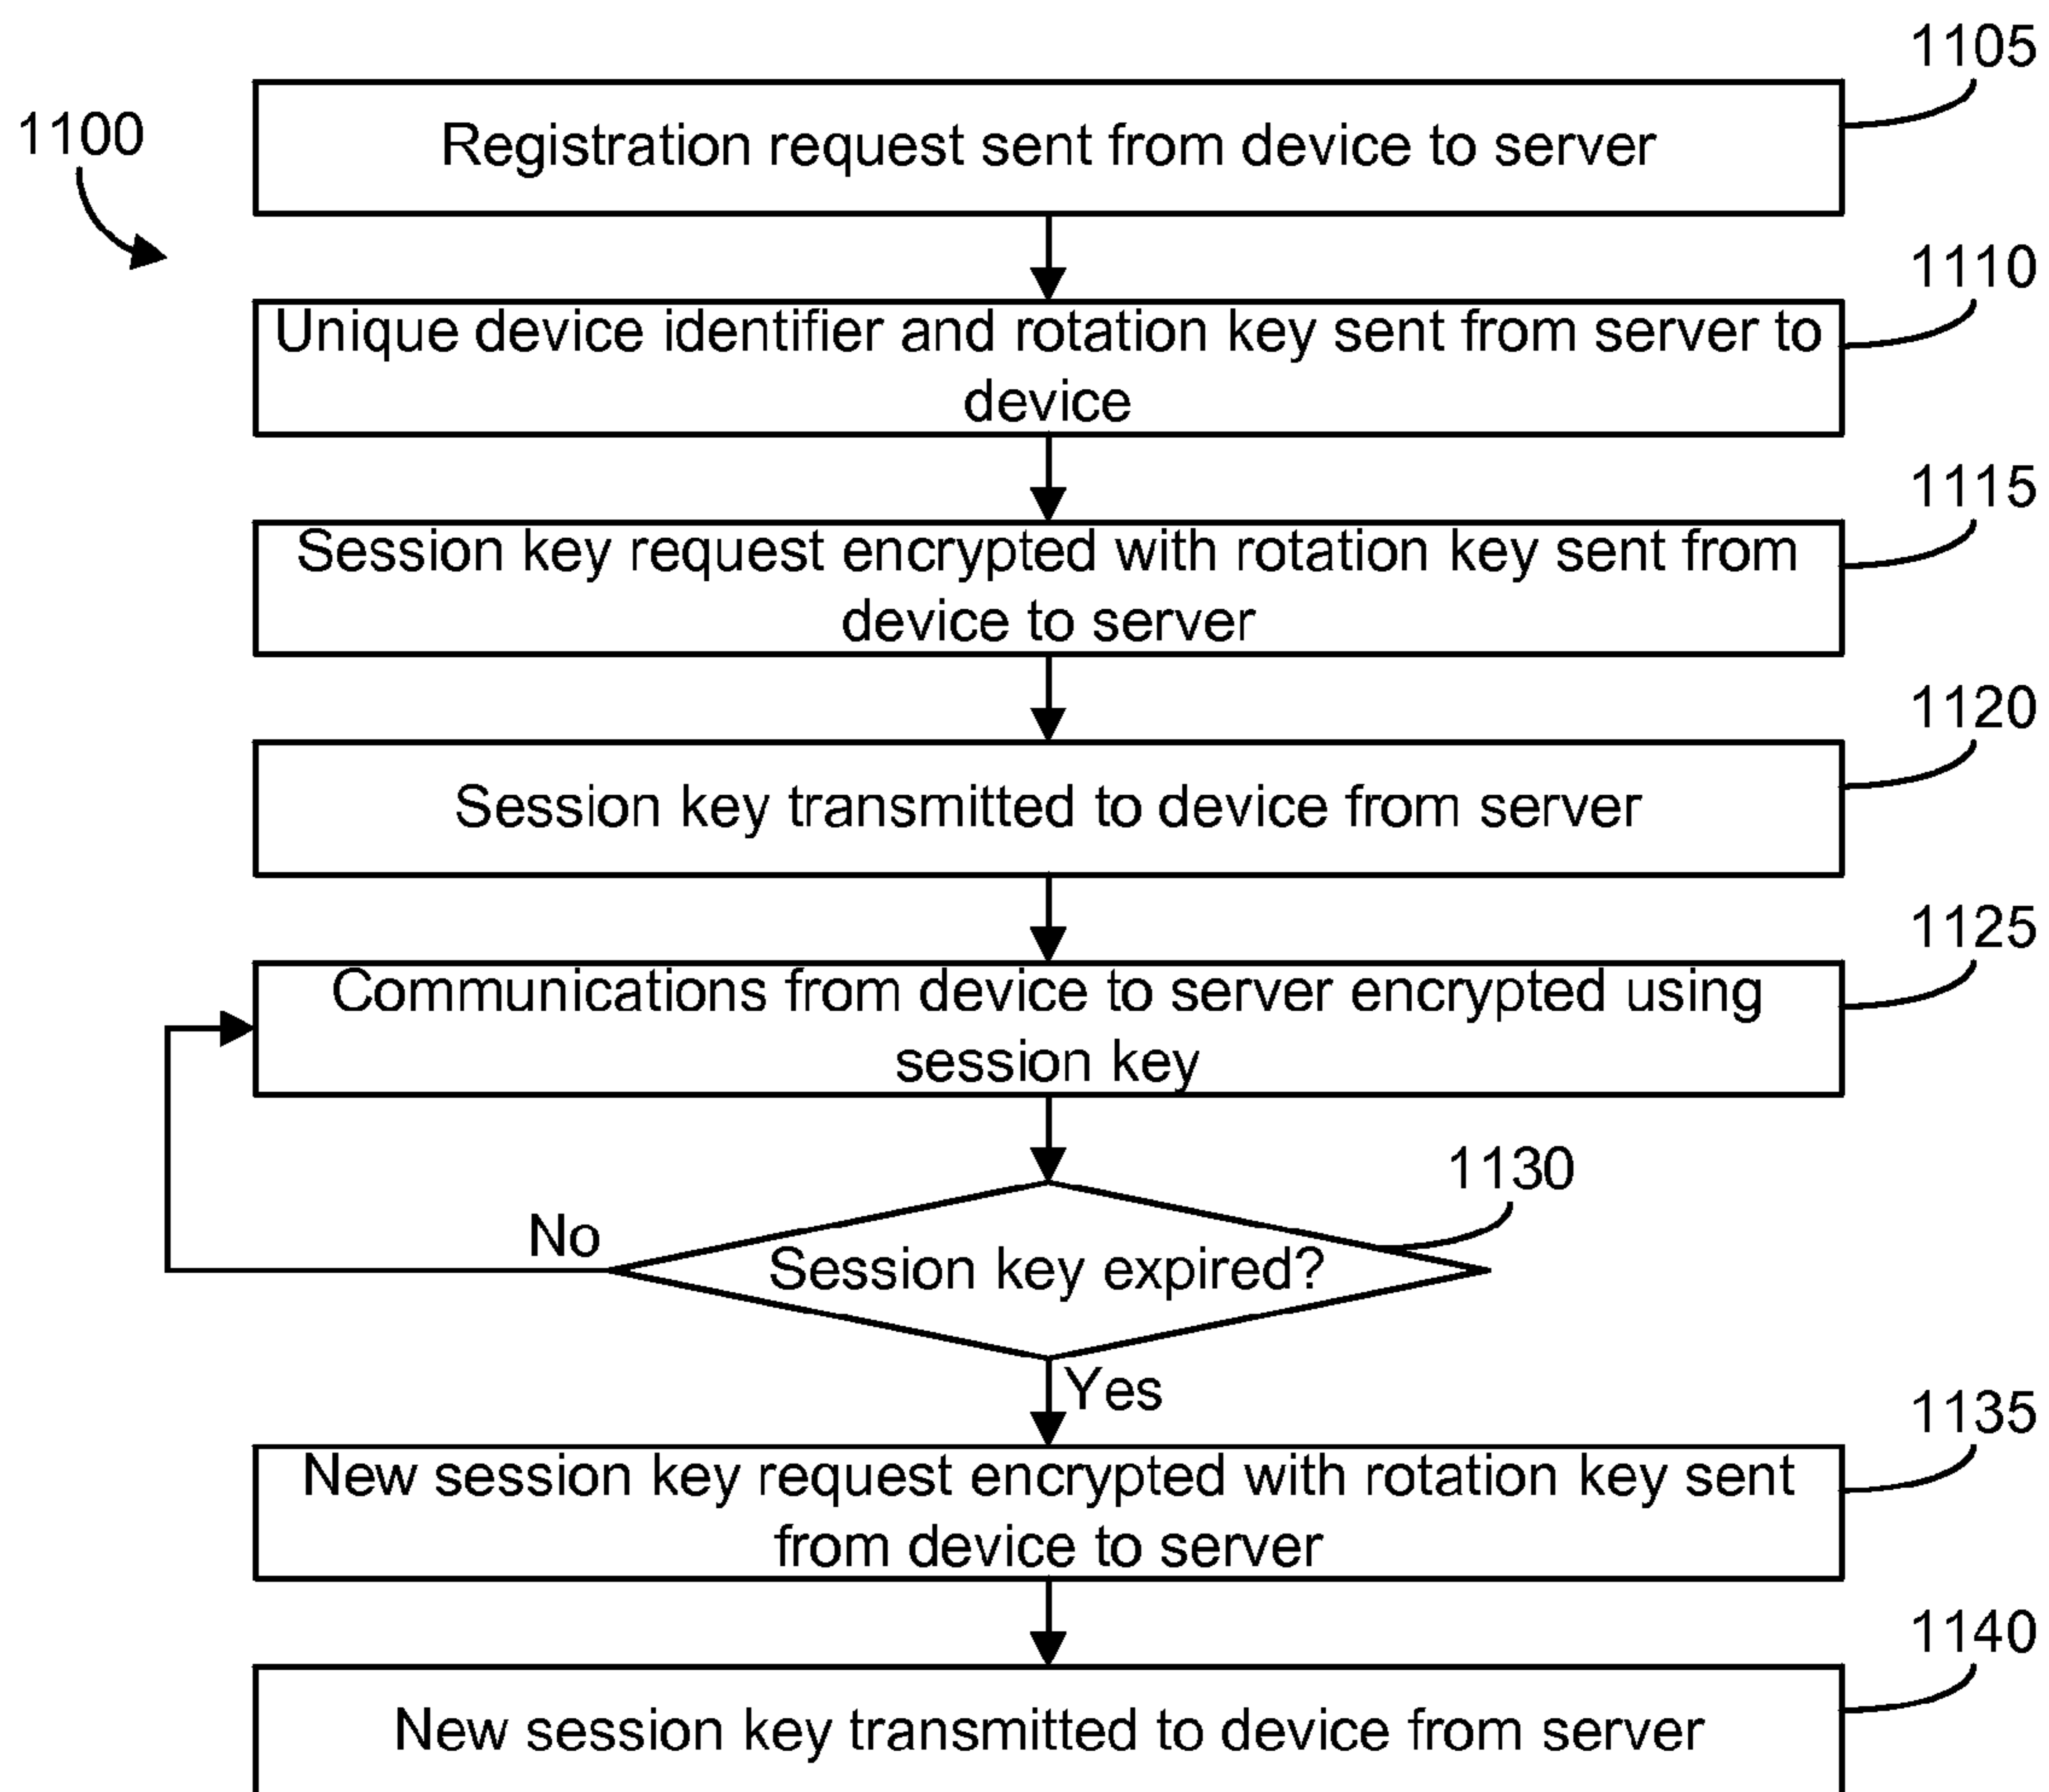 1105
1100
Registration request sent from device to server
1110
Unique device identifier and rotation key sent from server to
device
1115
Session key request encrypted with rotation key sent from
device to server
1120
Session key transmitted to device from server
1125
Communications from device to server encrypted using
session key
1130
No
Session key expired?
Yes
1135
New session key request encrypted with rotation key sent
from device to server
1140
New session key transmitted to device from server